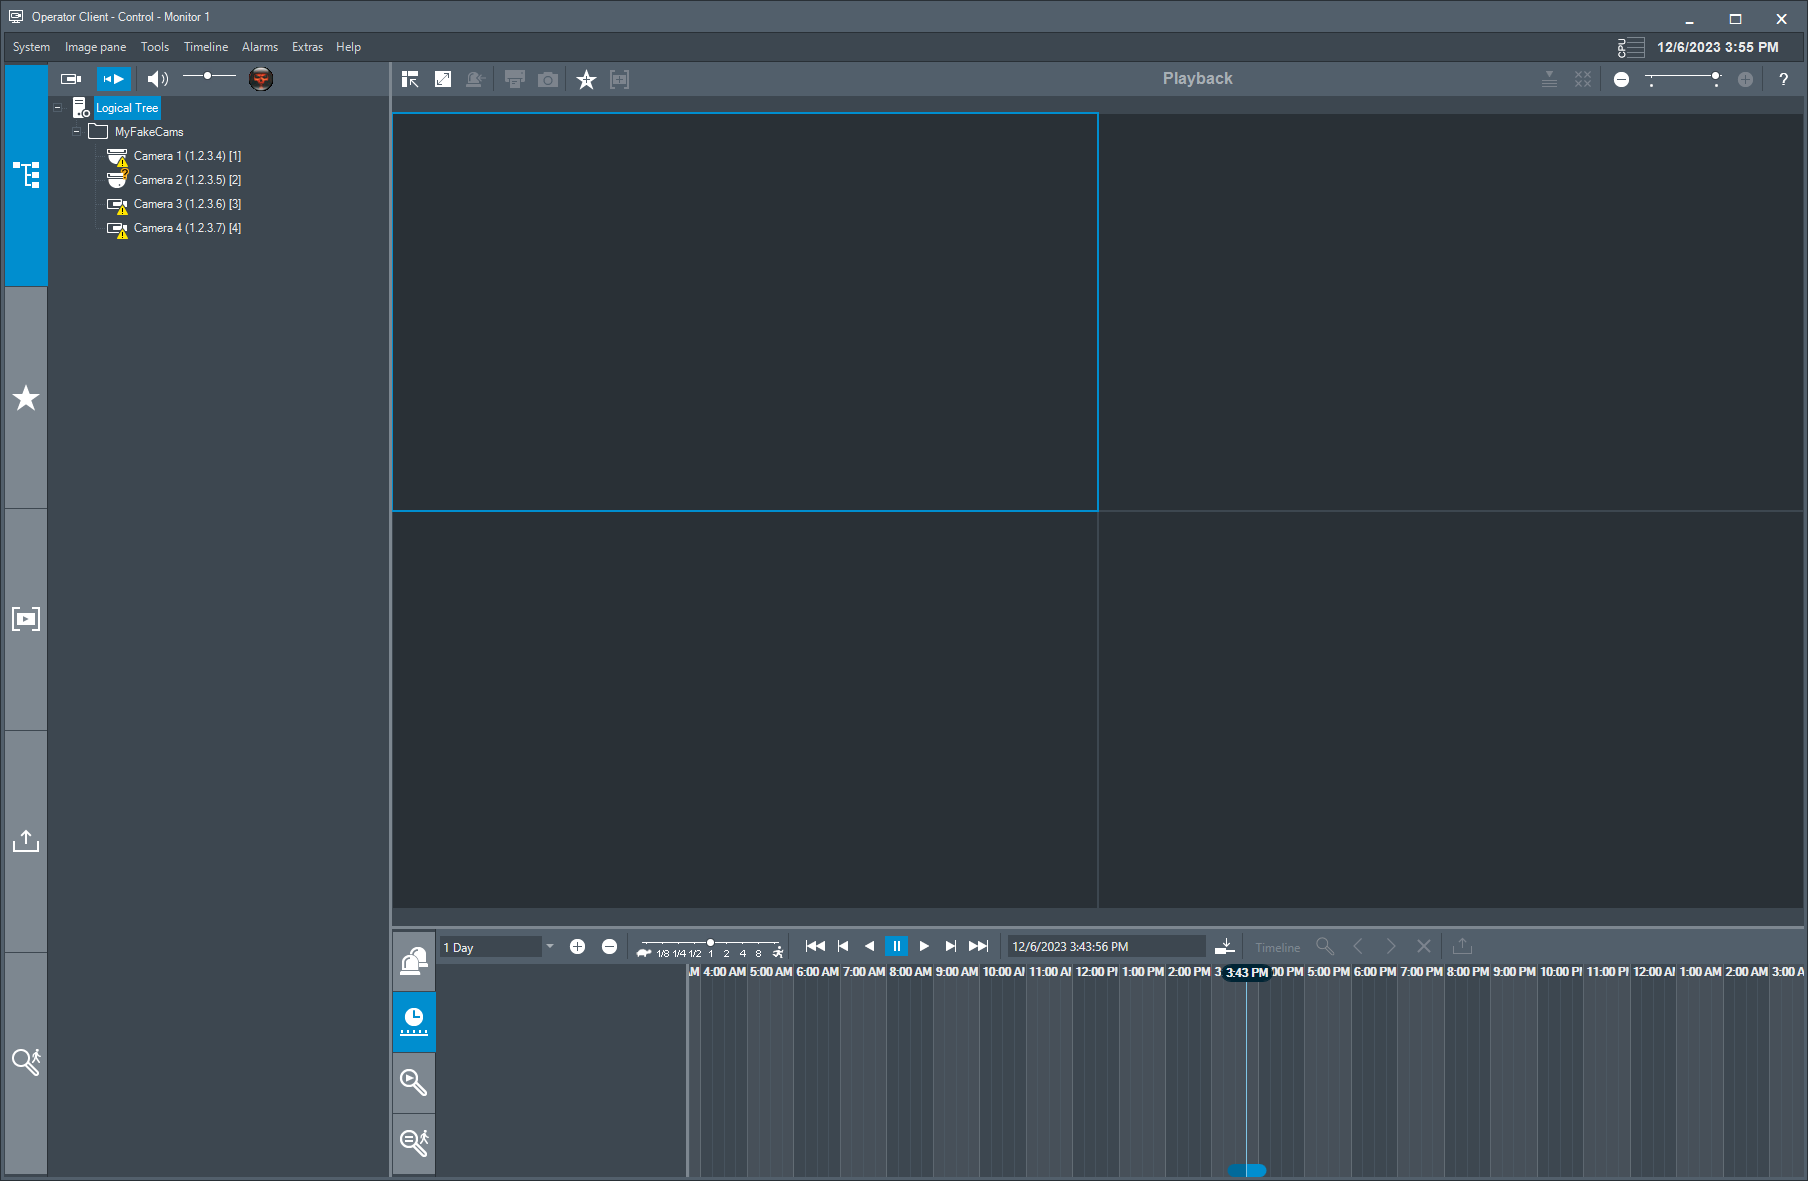 Operator Client - Control - Monitor 1
System Image pane Tools Timeline Alarms Extras Help
CPU 12/6/2023 3:55 PM
Playback ?
Logical Tree
MyFakeCams
Camera 1 (1.2.3.4) [1]
Camera 2 (1.2.3.5) [2]
Camera 3 (1.2.3.6) [3]
Camera 4 (1.2.3.7) [4]
1 Day 1/8 1/4 1/2 1 2 4 8 12/6/2023 3:43:56 PM Timeline
M 4:00 AM 5:00 AM 6:00 AM 7:00 AM 8:00 AM 9:00 AM 10:00 A 11:00 A 12:00 P 1:00 PM 2:00 PM 3 3:43 PM 00 PM 5:00 PM 6:00 PM 7:00 PM 8:00 PM 9:00 PM 10:00 P 11:00 P 12:00 A 1:00 AM 2:00 AM 3:00 A